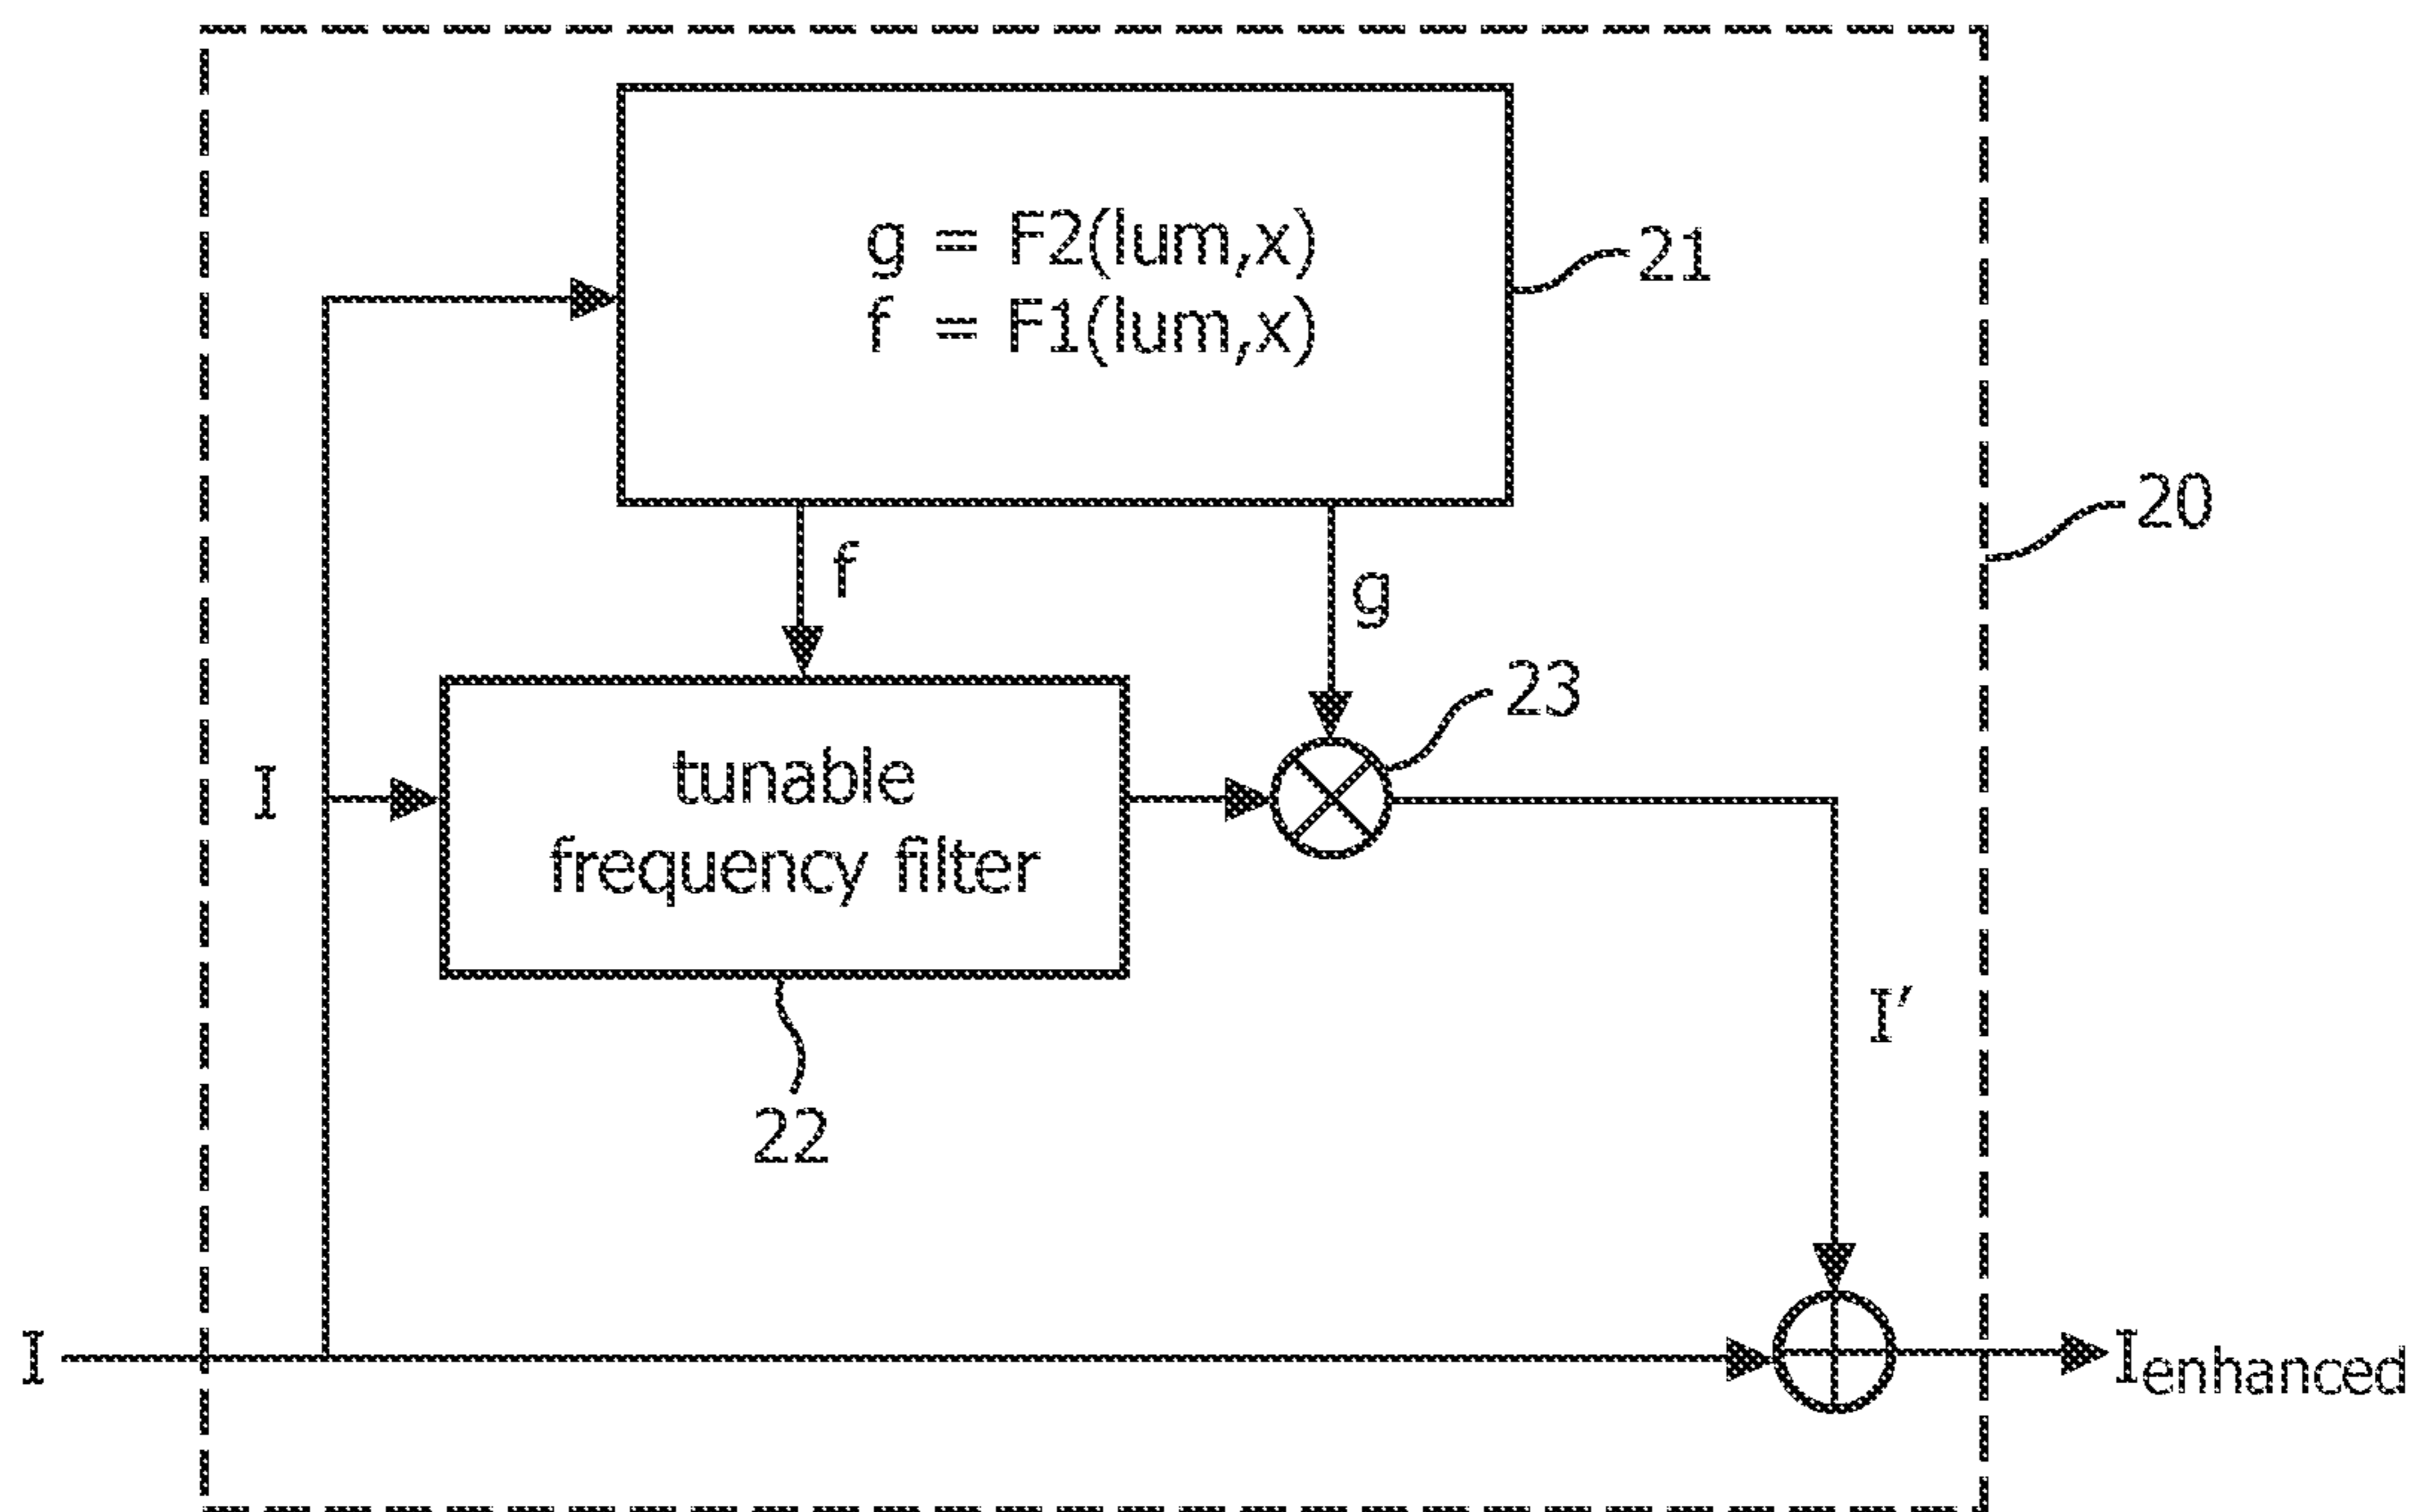 g = F2(lum,x)
f = F1(lum,x)
21
20
f
g
23
I
tunable
frequency filter
I′
22
I
Ienhanced